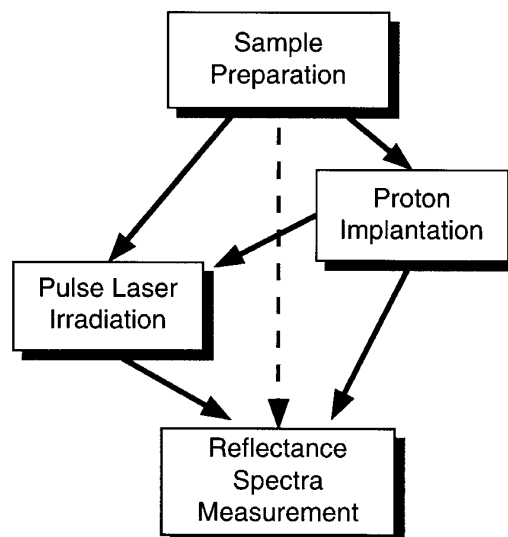 Sample
Preparation
Proton
Implantation
Pulse Laser
Irradiation
Reflectance
Spectra
Measurement